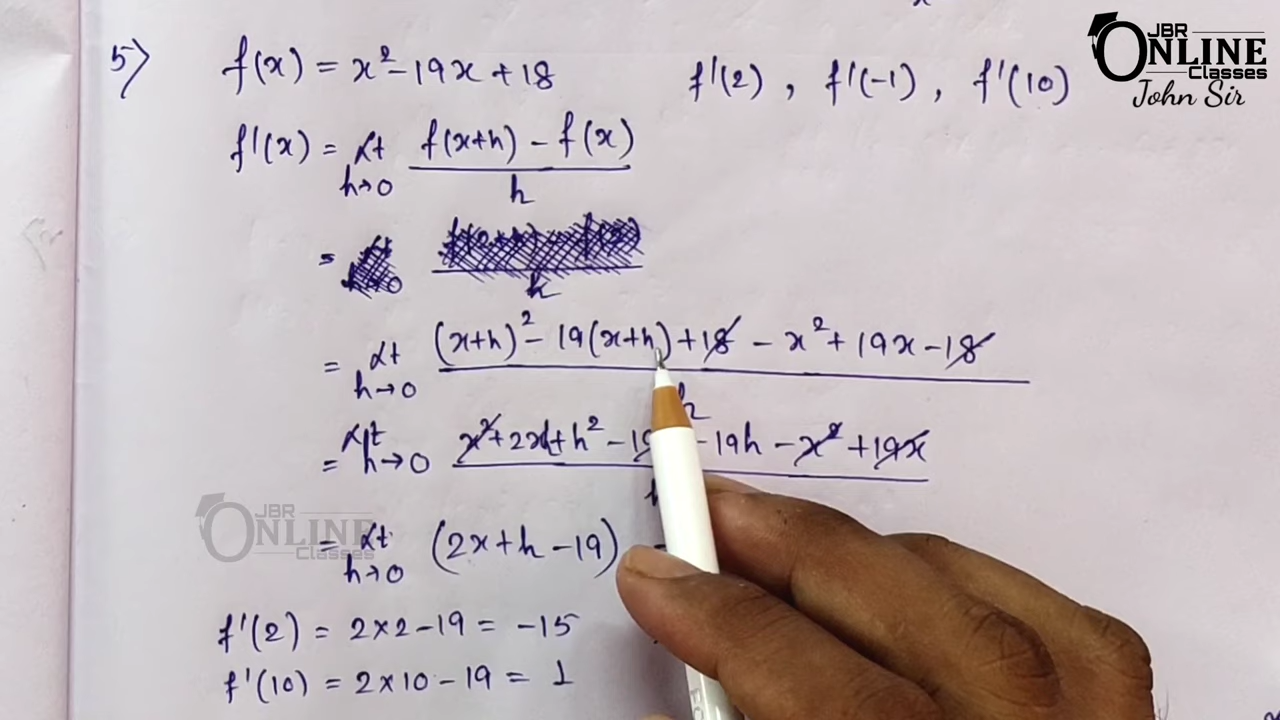 JBR
ONLINE
Classes
John Sir
5) f(x) = x² - 19x + 18 f'(2), f'(-1), f'(10)
f'(x) = Lt h→0 f(x+h) - f(x) / h
= h
= Lt h→0 (x+h)² - 19(x+h) + 18 - x² + 19x - 18 / h
= Lt h→0 x² + 2xh + h² - 19 - 19h - x² + 19x
JBR
ONLINE
Classes
= Lt h→0 (2x + h - 19)
f'(2) = 2×2 - 19 = -15
f'(10) = 2×10 - 19 = 1